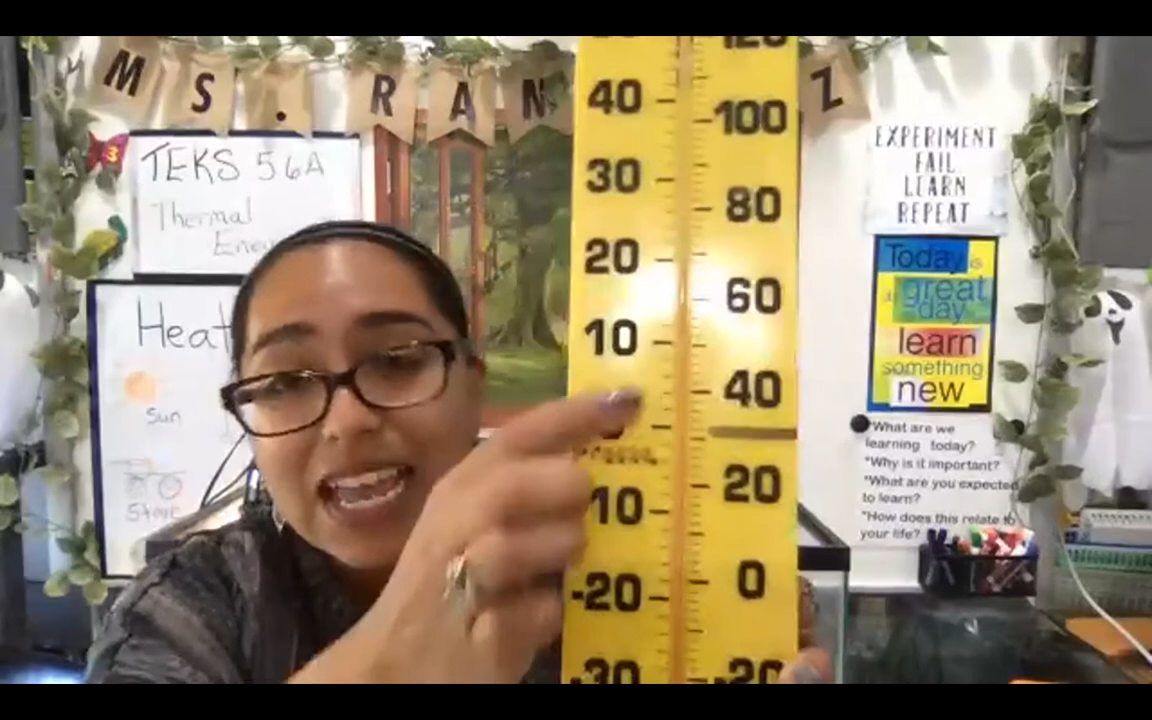 MS. RAN Z
TEKS 5 6A
Thermal
Heat
Sun
Stove
40
30
20
10
10
-20
-30
120
100
80
60
40
20
0
-20
EXPERIMENT
FAIL
LEARN
REPEAT
Today is
a great
day
learn
something
new
*What are we
learning today?
*Why is it important?
*What are you expected
to learn?
*How does this relate to
your life?